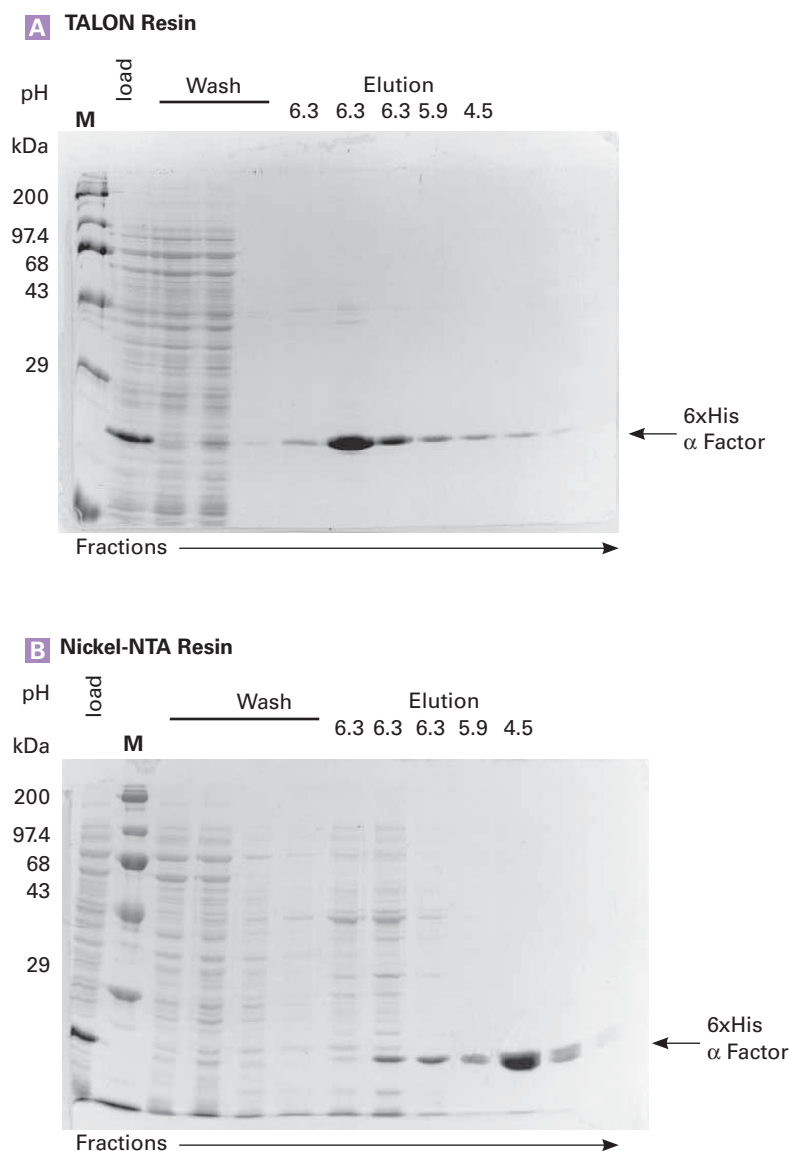 A TALON Resin
pH
load
Wash
Elution
6.3 6.3 6.3 5.9 4.5
M
kDa
200
97.4
68
43
29
6xHis
α Factor
Fractions
B Nickel-NTA Resin
pH
load
Wash
Elution
6.3 6.3 6.3 5.9 4.5
kDa
M
200
97.4
68
43
29
6xHis
α Factor
Fractions